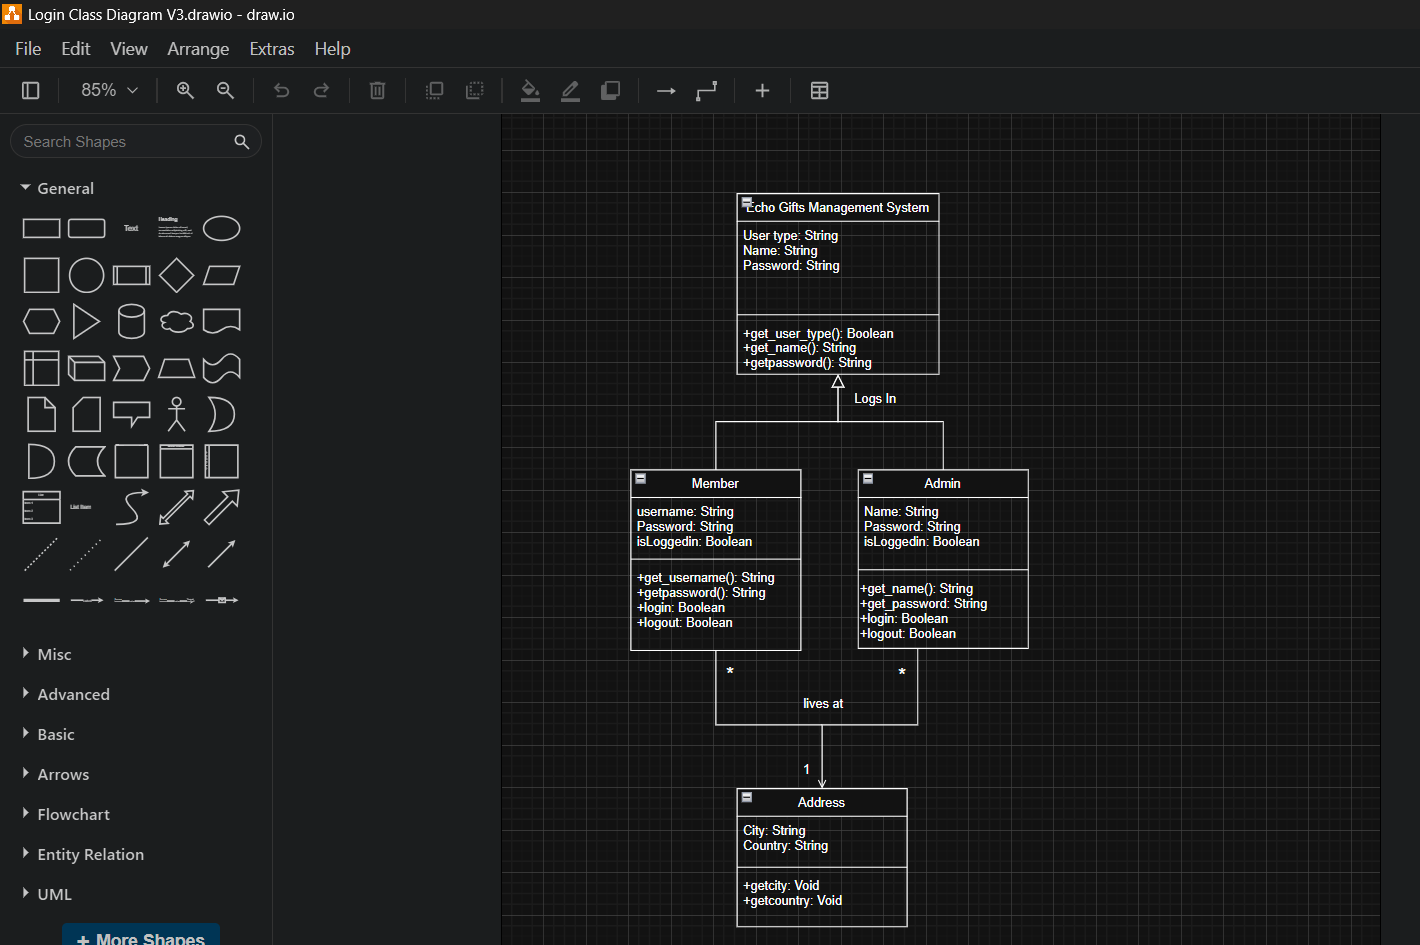 Login Class Diagram V3.drawio - draw.io
File Edit View Arrange Extras Help
85%
Search Shapes
General
Text
Heading
List Item
Misc
Advanced
Basic
Arrows
Flowchart
Entity Relation
UML
+ More Shapes
Echo Gifts Management System
User type: String
Name: String
Password: String
+get_user_type(): Boolean
+get_name(): String
+getpassword(): String
Logs In
Member
username: String
Password: String
isLoggedin: Boolean
+get_username(): String
+getpassword(): String
+login: Boolean
+logout: Boolean
Admin
Name: String
Password: String
isLoggedin: Boolean
+get_name(): String
+get_password: String
+login: Boolean
+logout: Boolean
*
*
lives at
1
Address
City: String
Country: String
+getcity: Void
+getcountry: Void